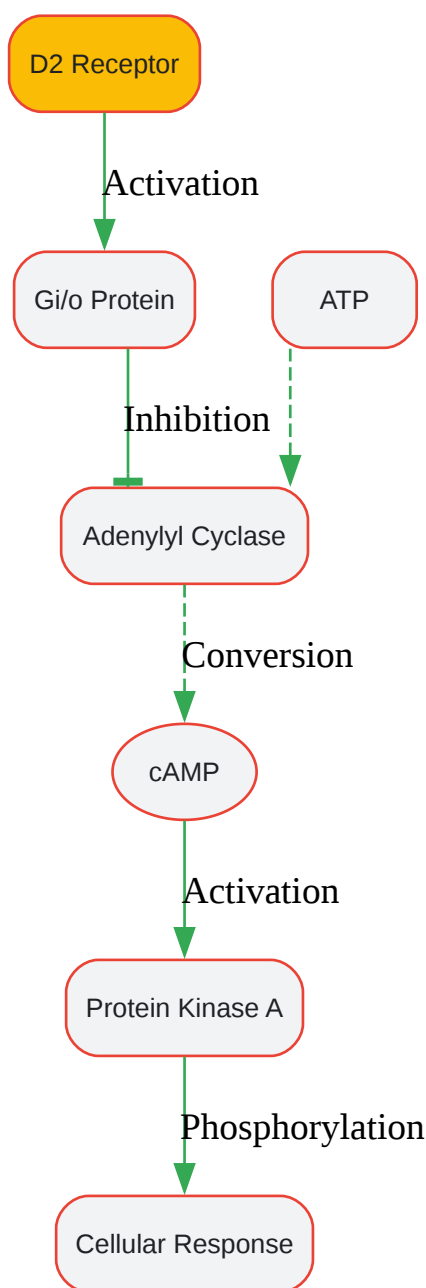 D2 Receptor
Activation
Gi/o Protein
ATP
Inhibition
Adenylyl Cyclase
Conversion
cAMP
Activation
Protein Kinase A
Phosphorylation
Cellular Response